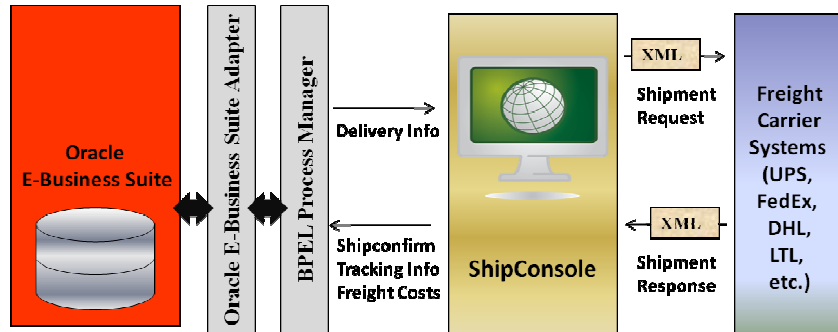 Oracle
E-Business Suite
Oracle E-Business Suite Adapter
BPEL Process Manager
Delivery Info
Shipconfirm
Tracking Info
Freight Costs
ShipConsole
XML
Shipment
Request
XML
Shipment
Response
Freight
Carrier
Systems
(UPS,
FedEx,
DHL,
LTL,
etc.)